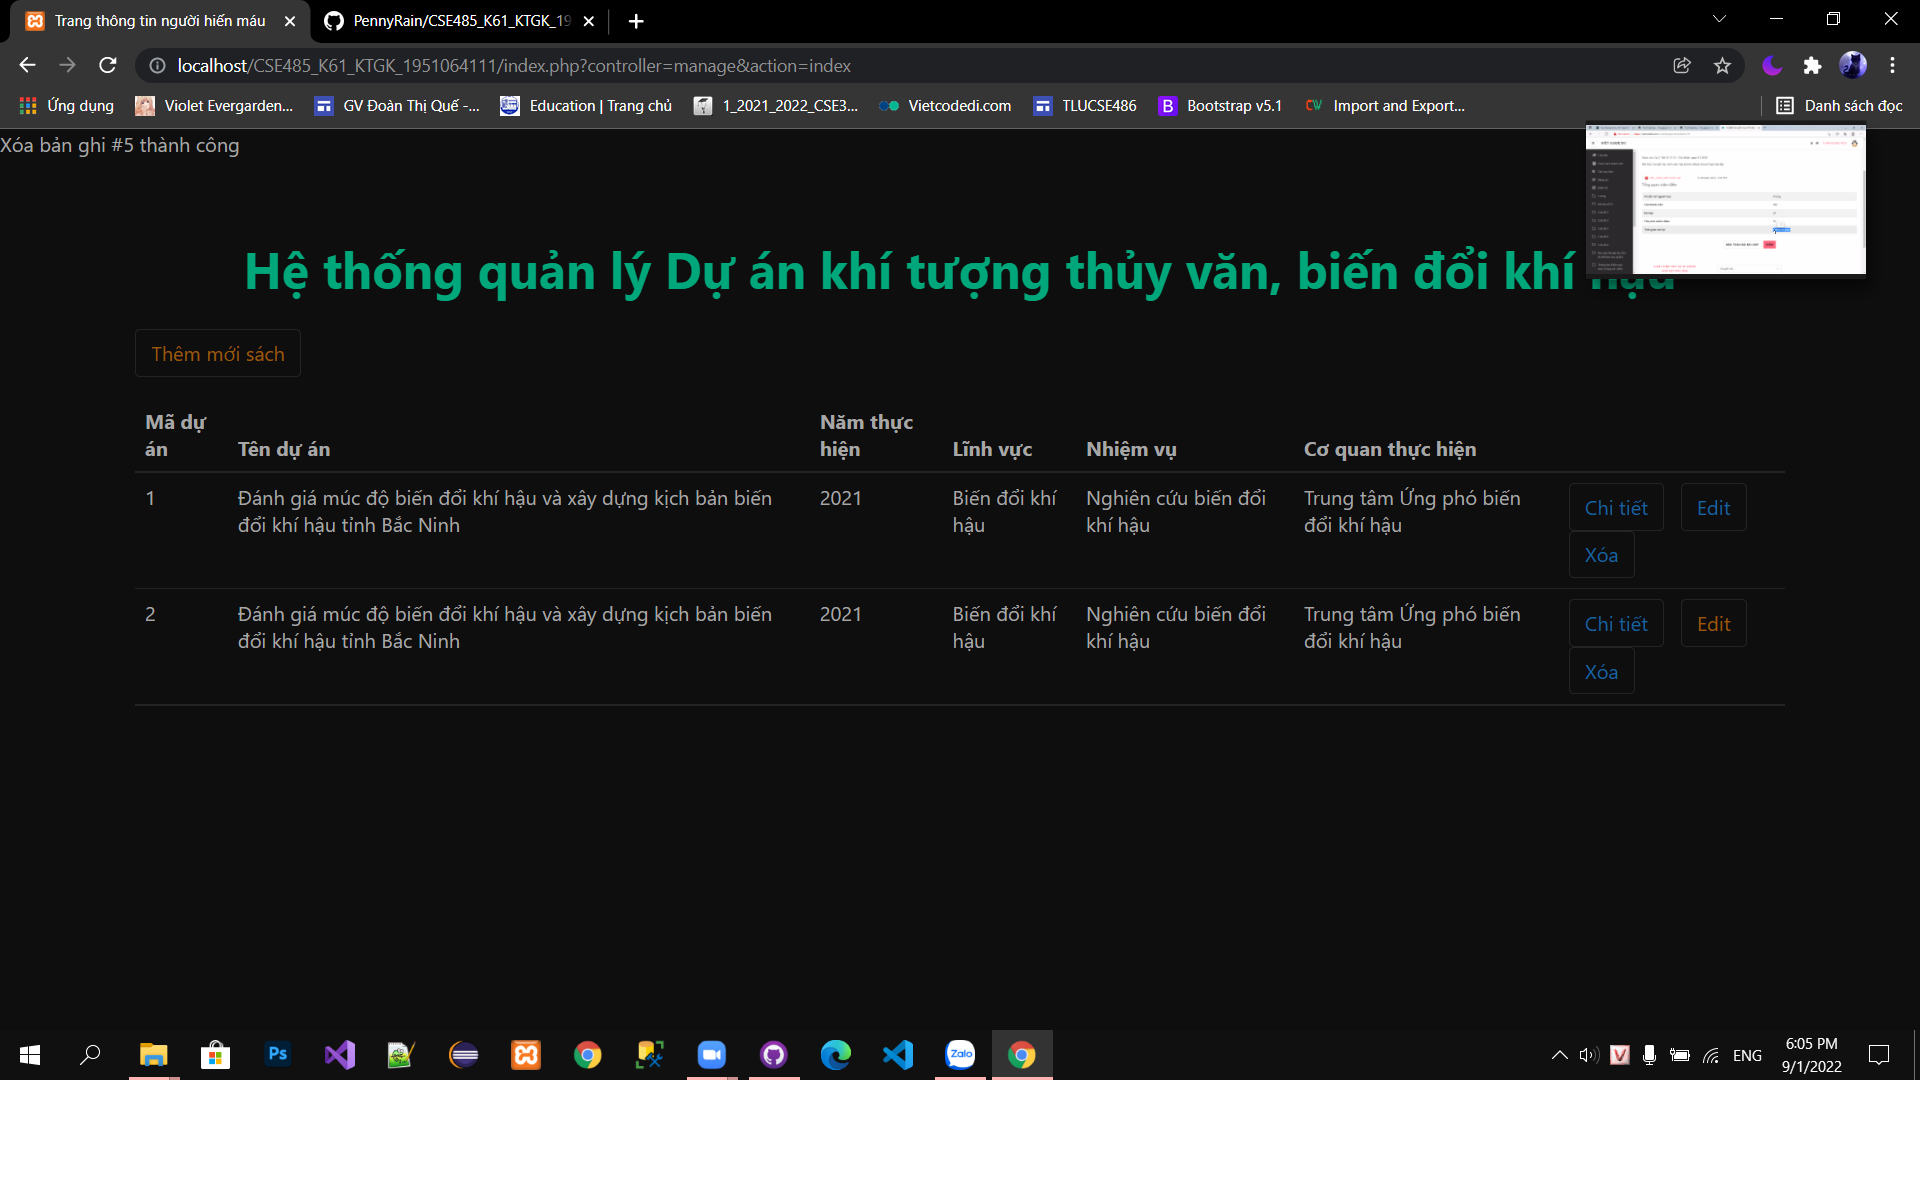 Trang thông tin người hiến máu
PennyRain/CSE485_K61_KTGK_19
localhost/CSE485_K61_KTGK_1951064111/index.php?controller=manage&action=index
Ứng dụng
Violet Evergarden...
GV Đoàn Thị Quế -...
Education | Trang chủ
1_2021_2022_CSE3...
Vietcodedi.com
TLUCSE486
B
Bootstrap v5.1
CW
Import and Export...
Danh sách đọc
Xóa bản ghi #5 thành công
Hệ thống quản lý Dự án khí tượng thủy văn, biến đổi khí hậu
Thêm mới sách
Mã dự
án
Tên dự án
Năm thực
hiện
Lĩnh vực
Nhiệm vụ
Cơ quan thực hiện
1
Đánh giá múc độ biến đổi khí hậu và xây dựng kịch bản biến
đổi khí hậu tỉnh Bắc Ninh
2021
Biến đổi khí
hậu
Nghiên cứu biến đổi
khí hậu
Trung tâm Ứng phó biến
đổi khí hậu
Chi tiết
Edit
Xóa
2
Đánh giá múc độ biến đổi khí hậu và xây dựng kịch bản biến
đổi khí hậu tỉnh Bắc Ninh
2021
Biến đổi khí
hậu
Nghiên cứu biến đổi
khí hậu
Trung tâm Ứng phó biến
đổi khí hậu
Chi tiết
Edit
Xóa
Ps
Zalo
V
ENG
6:05 PM
9/1/2022